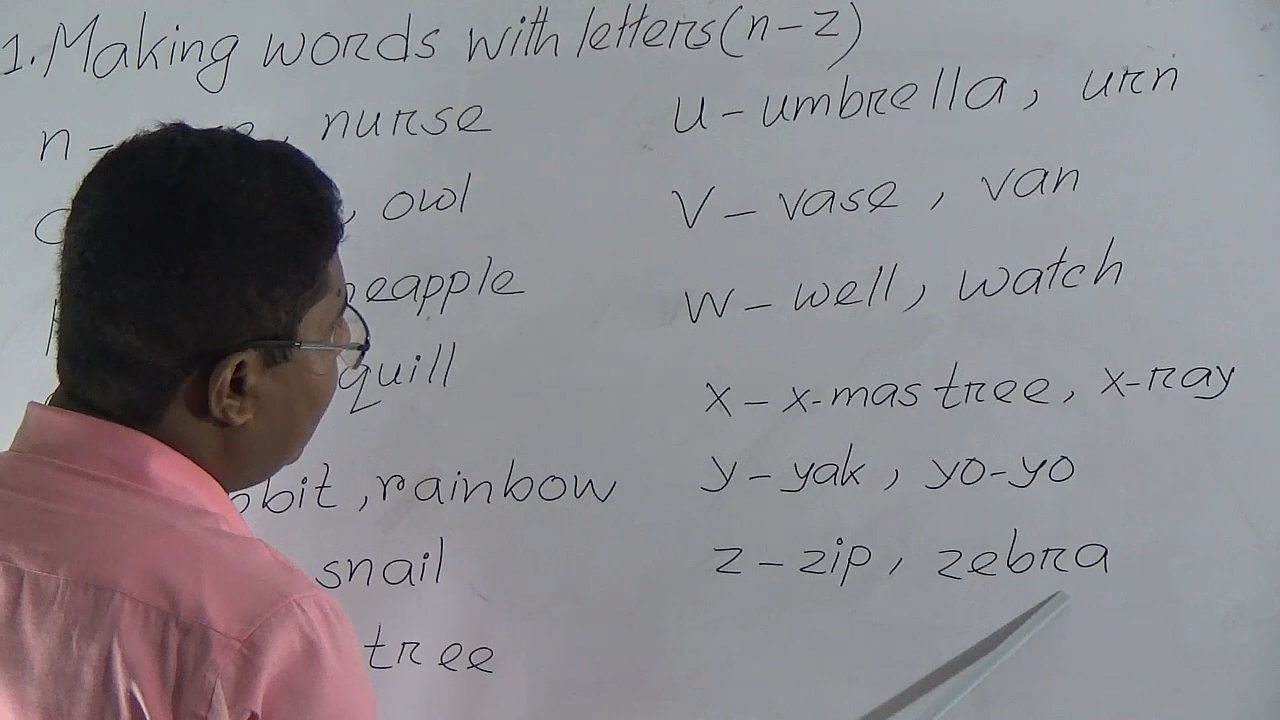 1. Making words with letters (n-z)
n- , nurse
, owl
eapple
quill
bbit, rainbow
snail
tree
u-umbrella, urn
v-vase, van
w-well, watch
x-x-mas tree, x-ray
y-yak, yo-yo
z-zip, zebra